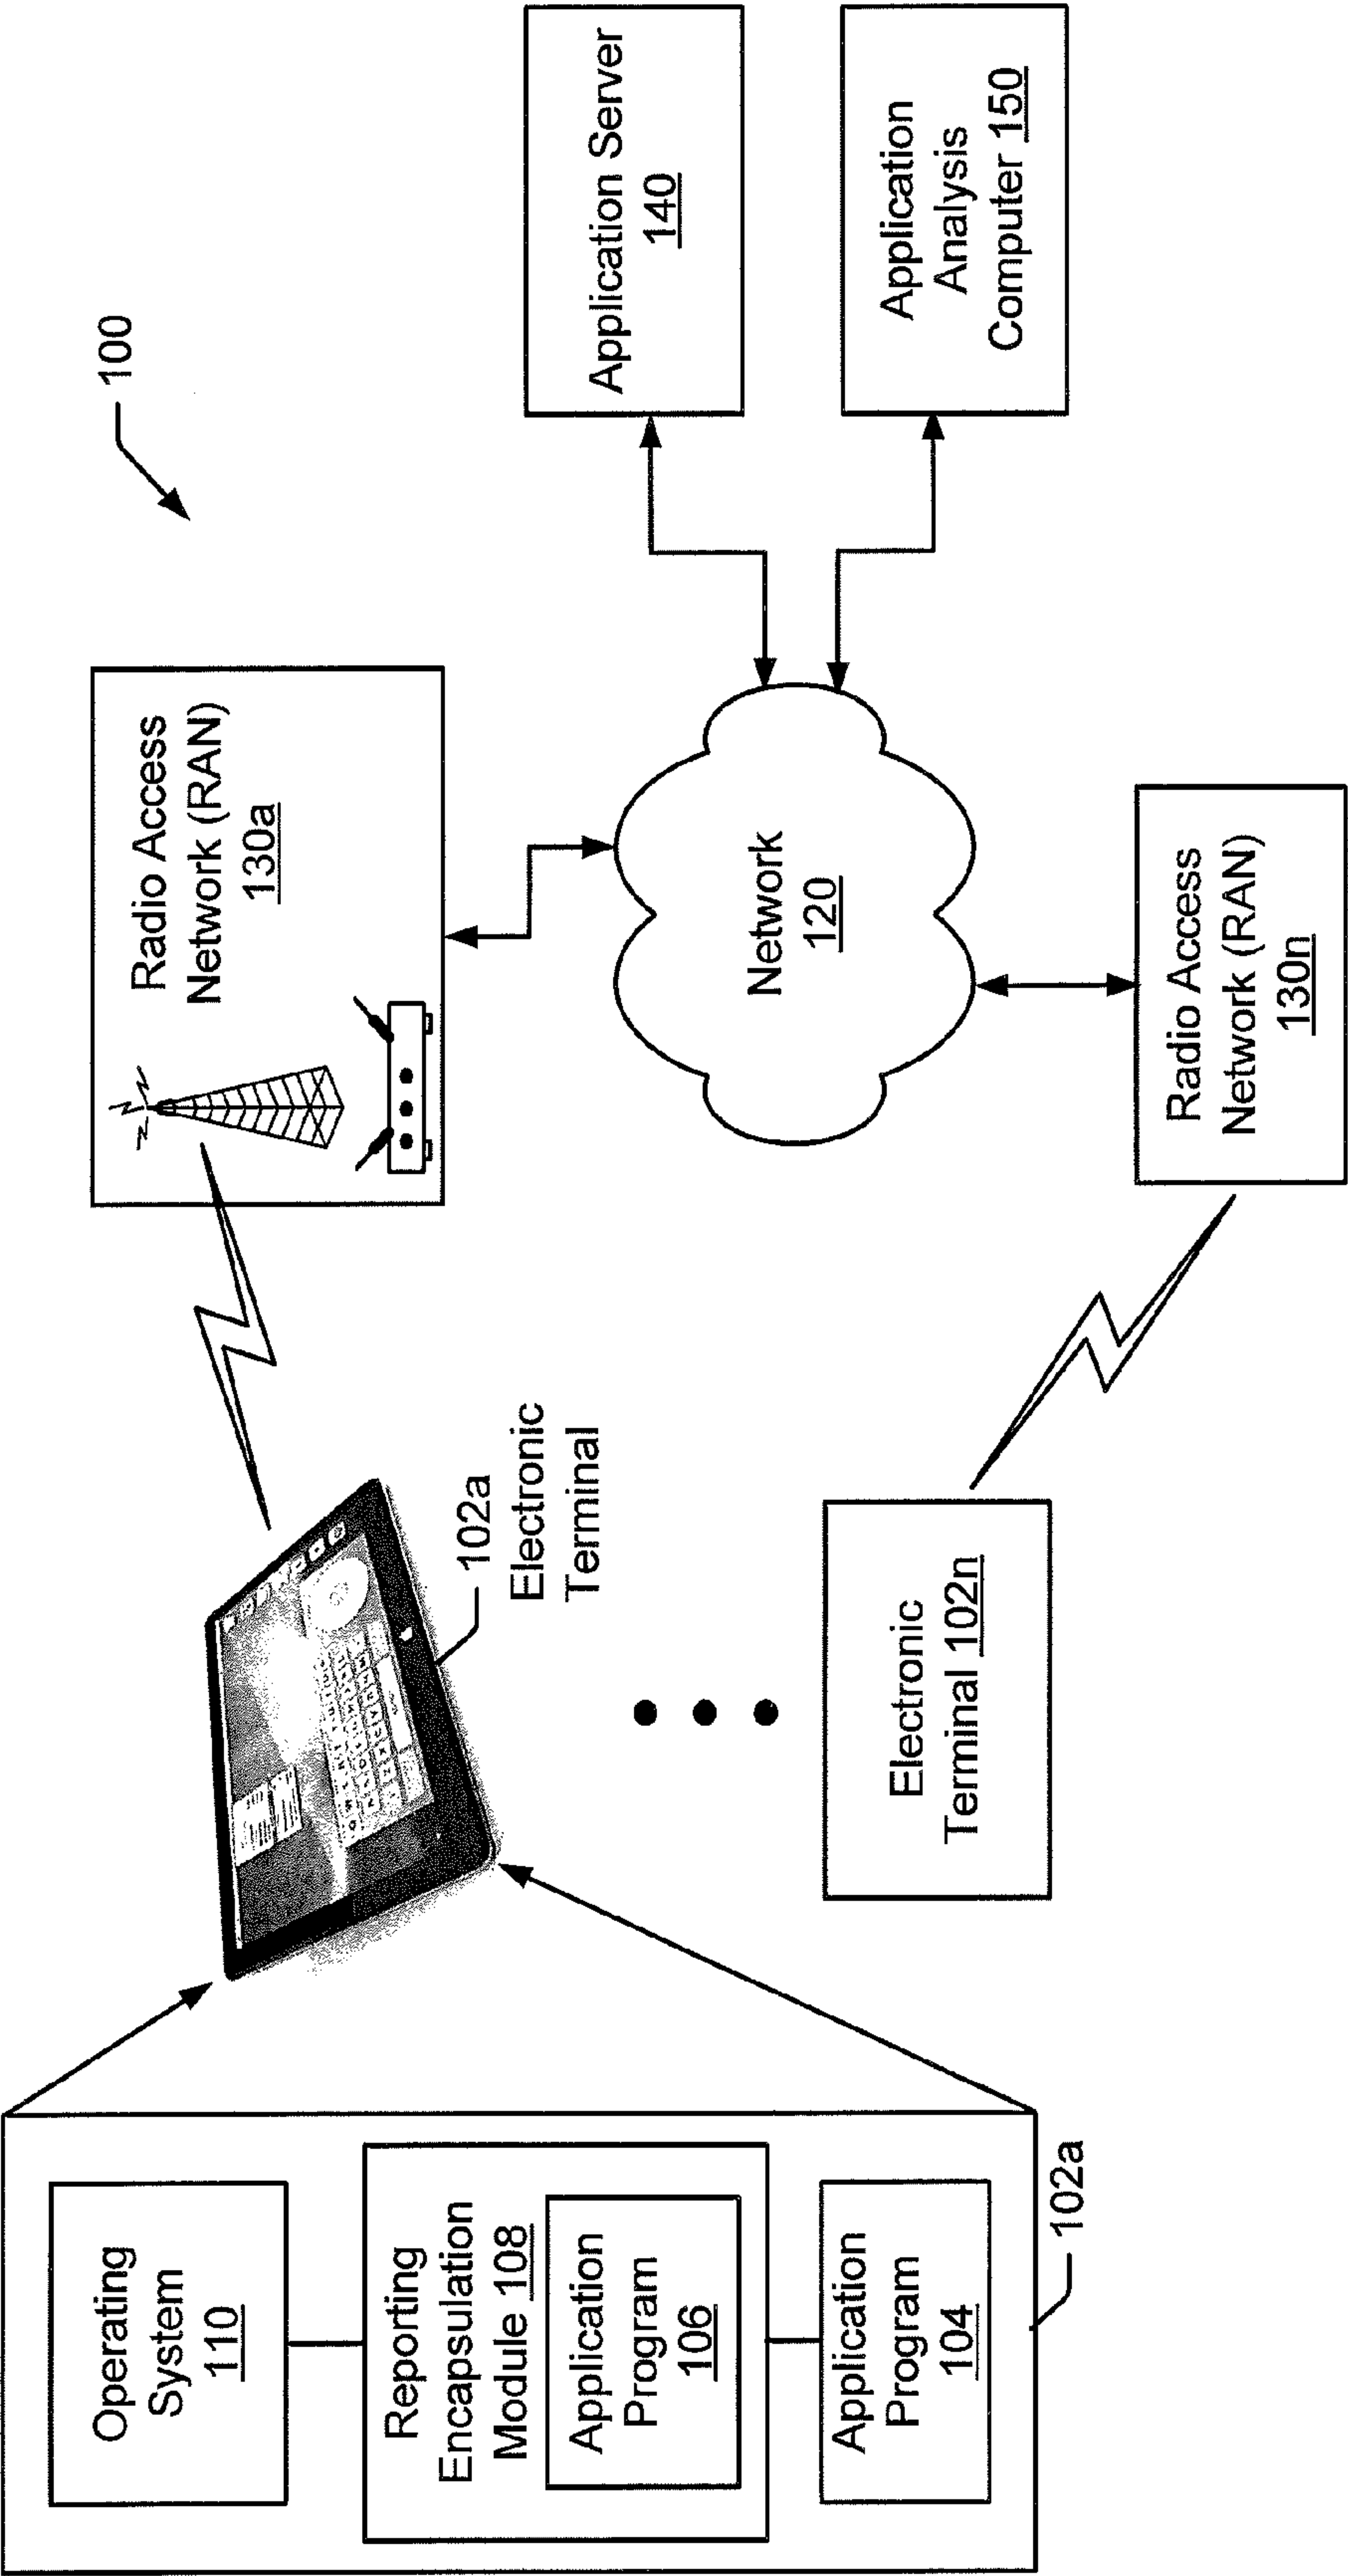 100
Operating
System
110
Reporting
Encapsulation
Module 108
Application
Program
106
Application
Program
104
102a
102a
Electronic
Terminal
Electronic
Terminal 102n
Radio Access
Network (RAN)
130a
Network
120
Radio Access
Network (RAN)
130n
Application Server
140
Application
Analysis
Computer 150